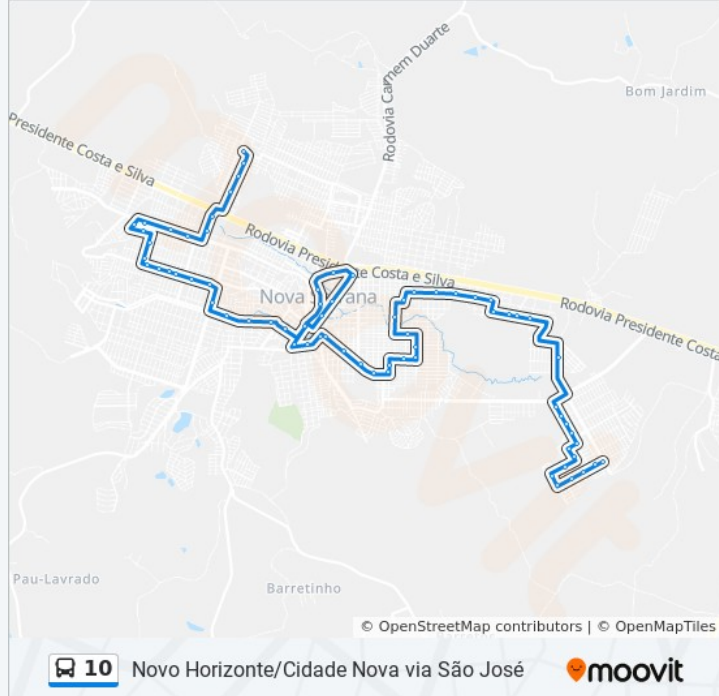 Rodovia Carmem Duarte
Bom Jardim
Presidente Costa e Silva
Rodovia Presidente Costa e Silva
Nova Serrana
Rodovia Presidente Costa
Pau-Lavrado
Barretinho
© OpenStreetMap contributors | © OpenMapTiles
10 Novo Horizonte/Cidade Nova via São José moovit